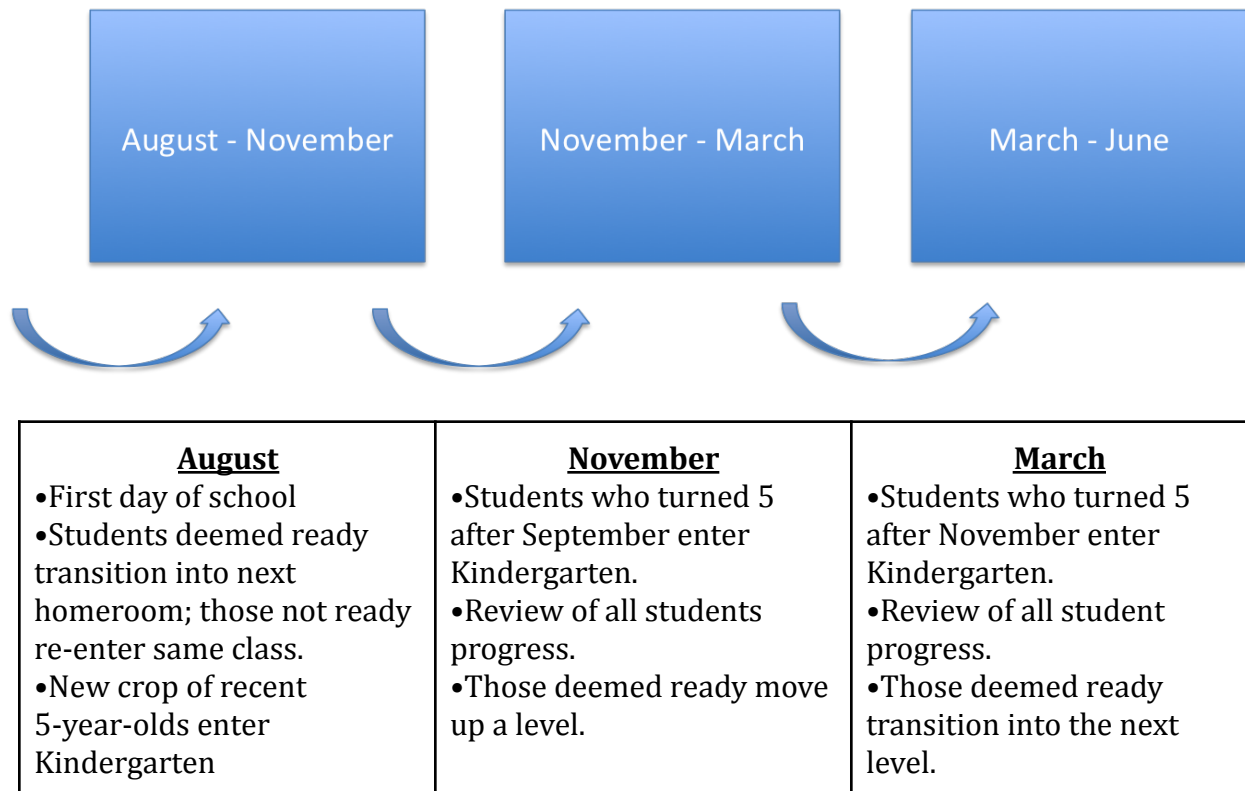 August - November
November - March
March - June
August
•First day of school
•Students deemed ready
transition into next
homeroom; those not ready
re-enter same class.
•New crop of recent
5-year-olds enter
Kindergarten
November
•Students who turned 5
after September enter
Kindergarten.
•Review of all students
progress.
•Those deemed ready move
up a level.
March
•Students who turned 5
after November enter
Kindergarten.
•Review of all student
progress.
•Those deemed ready
transition into the next
level.